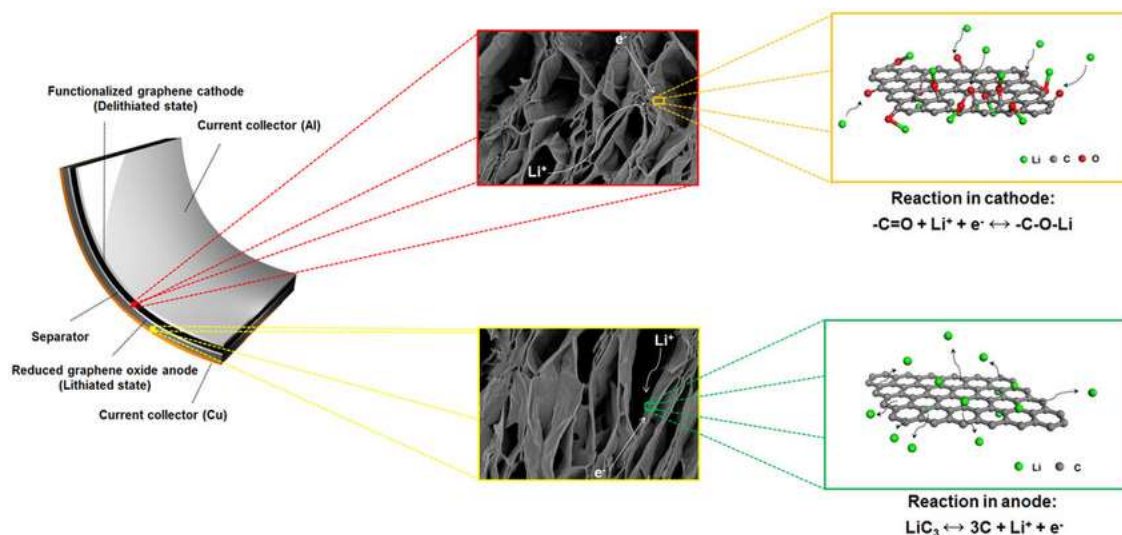 Functionalized graphene cathode
(Delithiated state)
Current collector (Al)
Separator
Reduced graphene oxide anode
(Lithiated state)
Current collector (Cu)
e-
Li+
Li C O
Reaction in cathode:
-C=O + Li+ + e- ↔ -C-O-Li
Li+
e-
Li C
Reaction in anode:
LiC3 ↔ 3C + Li+ + e-